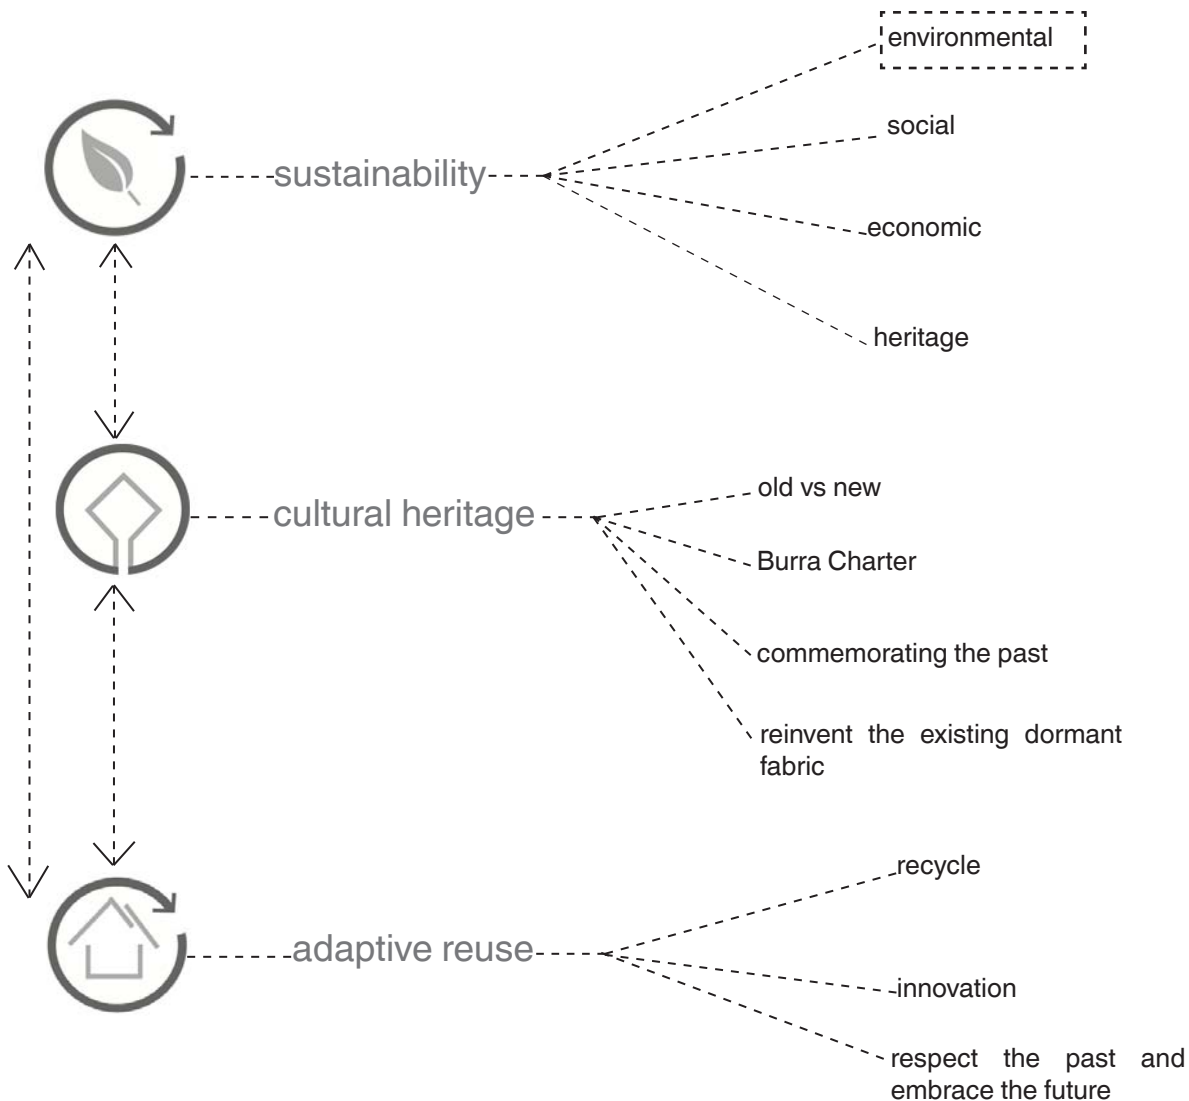 environmental
social
sustainability
economic
heritage
old vs new
cultural heritage
Burra Charter
commemorating the past
reinvent the existing dormant
fabric
recycle
adaptive reuse
innovation
respect the past and
embrace the future